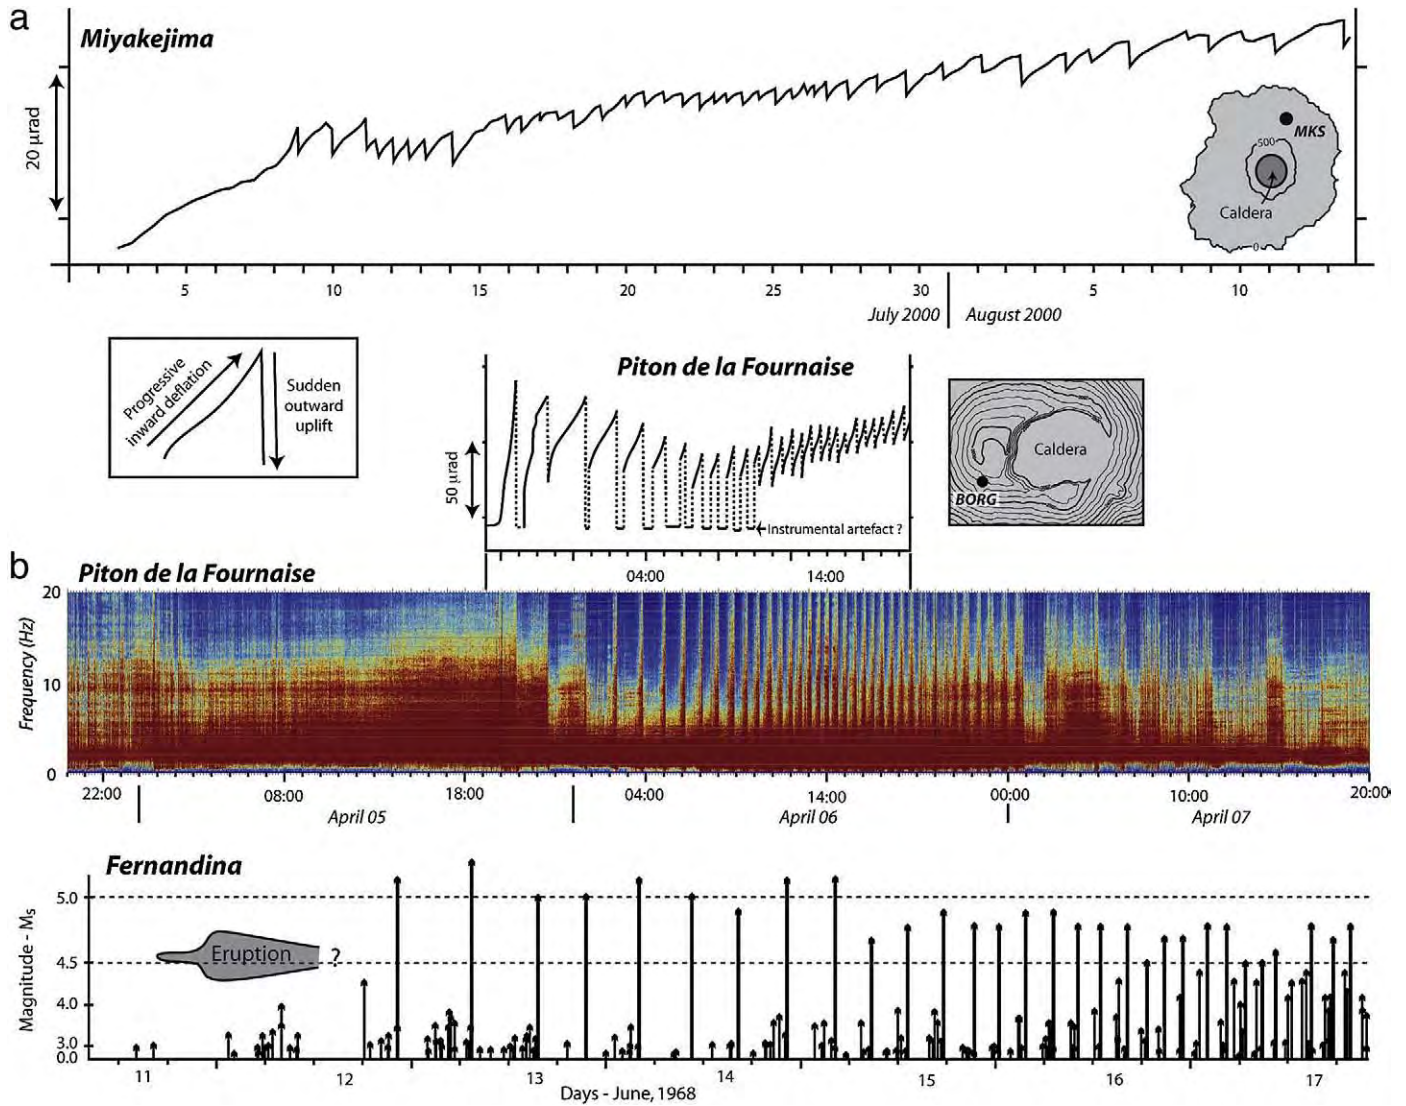 a
Miyakejima
20 μrad
MKS
500
Caldera
0
5 10 15 20 25 30 5 10
July 2000 August 2000
Progressive
inward deflation
Sudden
outward
uplift
Piton de la Fournaise
50 μrad
Instrumental artefact ?
04:00 14:00
Caldera
BORG
b
Piton de la Fournaise
Frequency (Hz)
20
10
0
22:00 08:00 18:00 04:00 14:00 00:00 10:00 20:00
April 05 April 06 April 07
Fernandina
Magnitude - Ms
5.0
4.5
4.0
3.0
0.0
Eruption ?
11 12 13 14 15 16 17
Days - June, 1968